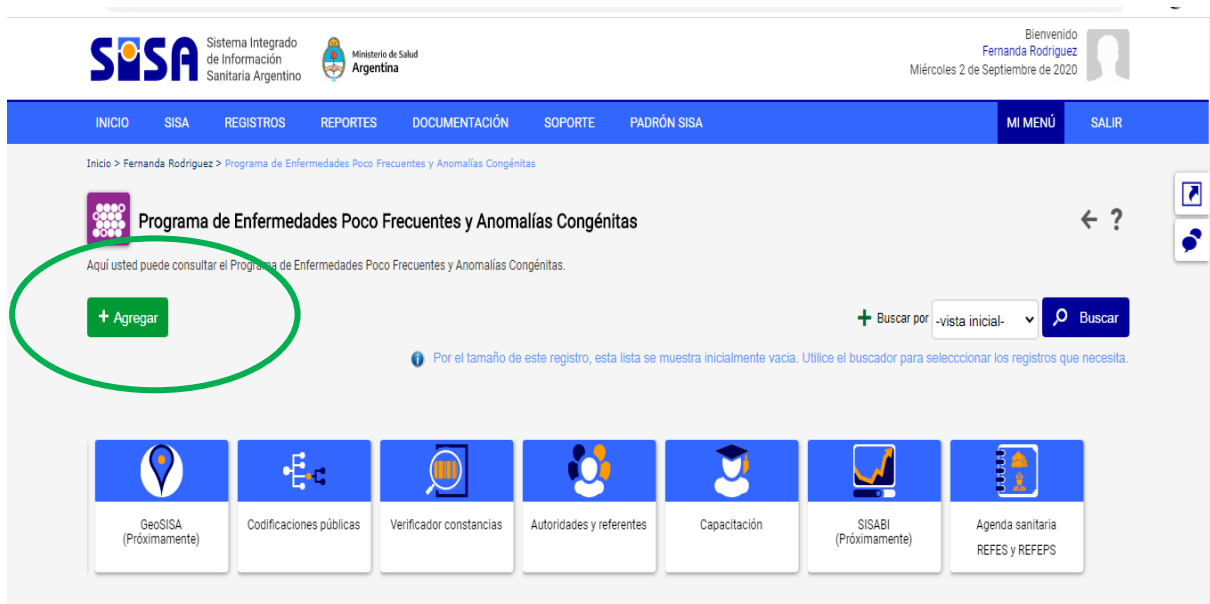 SISA
Sistema Integrado
de Información
Sanitaria Argentino
Ministerio de Salud
Argentina
Bienvenido
Fernanda Rodriguez
Miércoles 2 de Septiembre de 2020
INICIO SISA REGISTROS REPORTES DOCUMENTACIÓN SOPORTE PADRÓN SISA MI MENÚ SALIR
Inicio > Fernanda Rodriguez > Programa de Enfermedades Poco Frecuentes y Anomalías Congénitas
Programa de Enfermedades Poco Frecuentes y Anomalías Congénitas
Aquí usted puede consultar el Programa de Enfermedades Poco Frecuentes y Anomalías Congénitas.
+ Agregar
+ Buscar por -vista inicial- Buscar
Por el tamaño de este registro, esta lista se muestra inicialmente vacia. Utilice el buscador para selecccionar los registros que necesita.
GeoSISA
(Próximamente)
Codificaciones públicas
Verificador constancias
Autoridades y referentes
Capacitación
SISABI
(Próximamente)
Agenda sanitaria
REFES y REFEPS